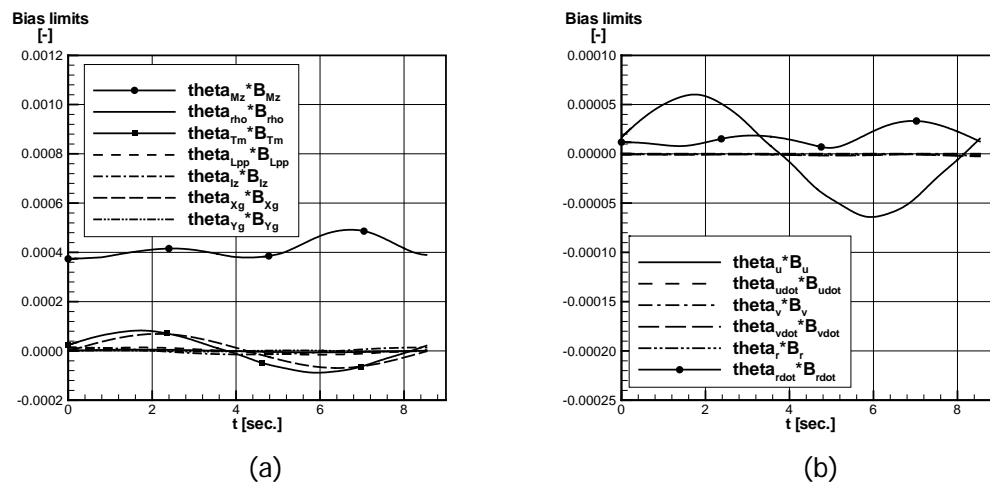 Bias limits
[-]
0.0012
0.0010
0.0008
0.0006
0.0004
0.0002
0.0000
-0.0002
0
2
4
6
8
t [sec.]
theta_Mz*B_Mz
theta_rho*B_rho
theta_Tm*B_Tm
theta_Lpp*B_Lpp
theta_Iz*B_Iz
theta_Xg*B_Xg
theta_Yg*B_Yg
(a)
Bias limits
[-]
0.00010
0.00005
0.00000
-0.00005
-0.00010
-0.00015
-0.00020
-0.00025
0
2
4
6
8
t [sec.]
theta_u*B_u
theta_udot*B_udot
theta_v*B_v
theta_vdot*B_vdot
theta_r*B_r
theta_rdot*B_rdot
(b)